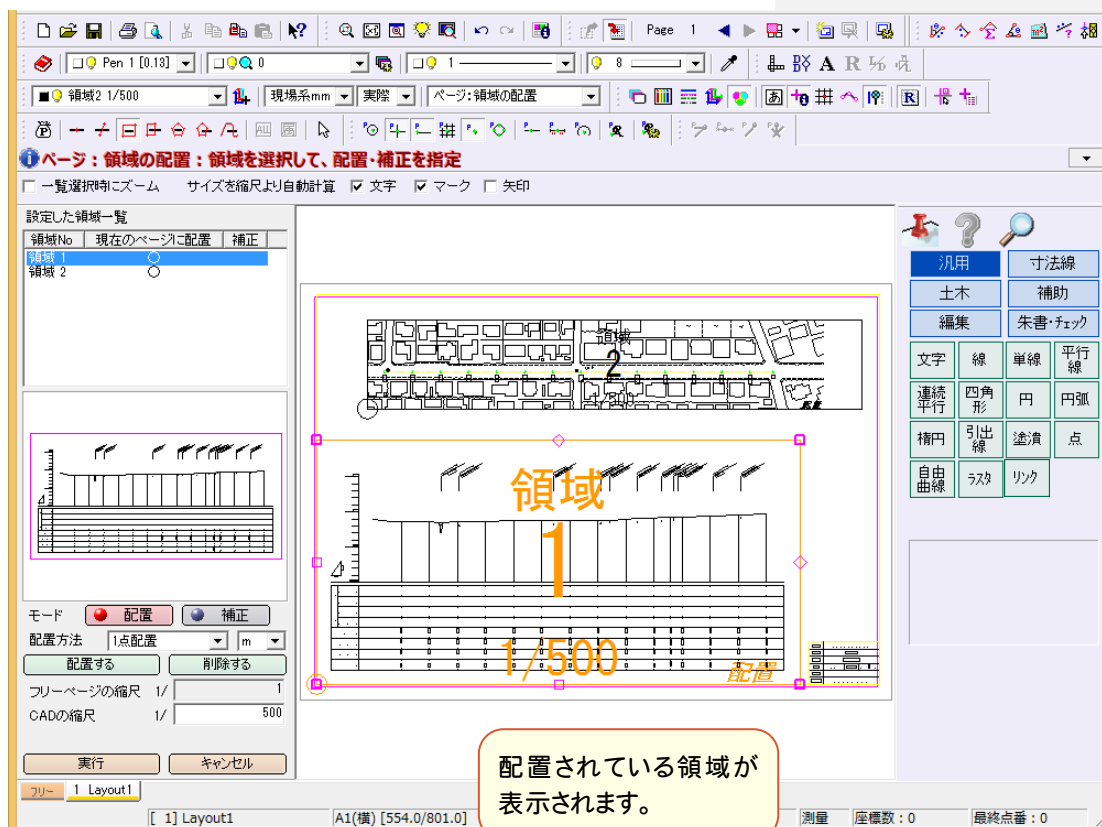 Page 1
Pen 1 [0.13]
0
1
8
A R
領域2 1/500
現場系mm
実際
ページ:領域の配置
あ
R
ページ：領域の配置：領域を選択して、配置・補正を指定
一覧選択時にズーム
サイズを縮尺より自動計算
文字
マーク
矢印
設定した領域一覧
領域No 現在のページに配置 補正
領域 1 ○
領域 2 ○
モード 配置 補正
配置方法 1点配置 m
配置する 削除する
フリーページの縮尺 1/ 1
CADの縮尺 1/ 500
実行 キャンセル
領域
2
領域
1
1/500
配置
配置されている領域が
表示されます。
汎用 寸法線
土木 補助
編集 朱書・チェック
文字 線 単線 平行線
連続平行 四角形 円 円弧
楕円 引出線 塗潰 点
自由曲線 ラスタ リンク
フリー 1 Layout1
[ 1] Layout1 A1(横) [554.0/801.0] 測量 座標数：0 最終点番：0